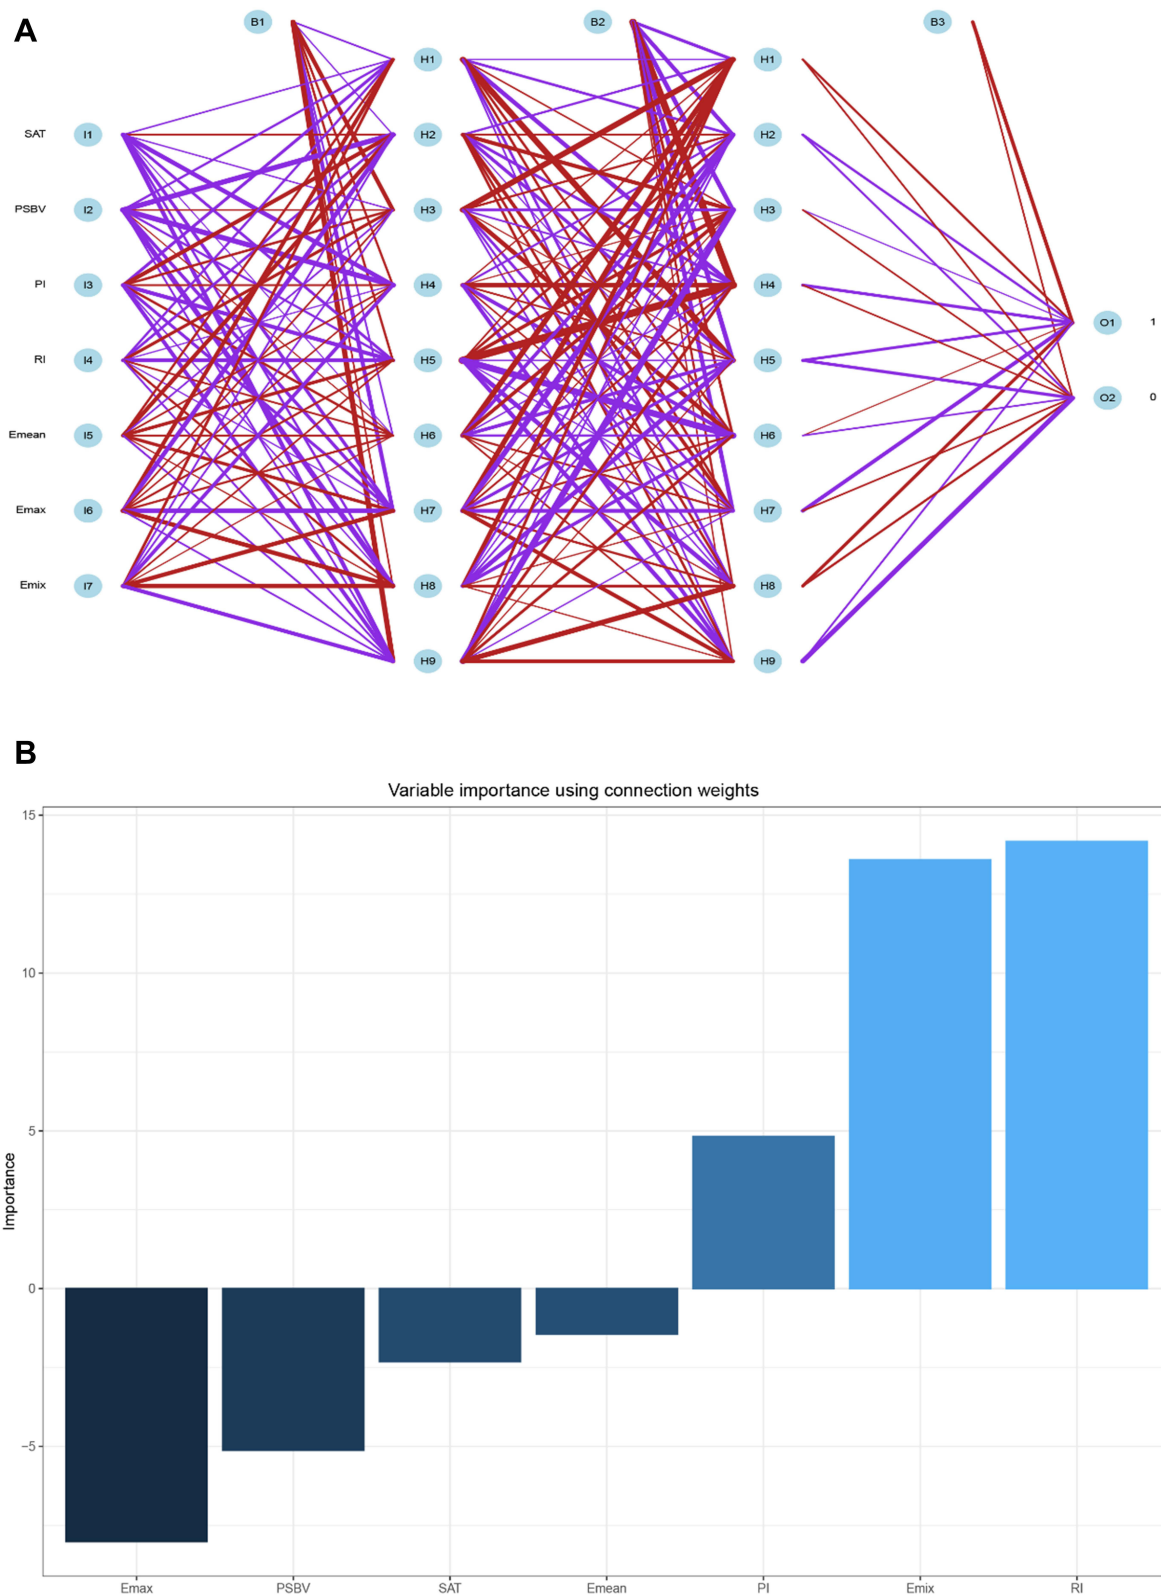 A
B1 B2 B3
H1 H1
SAT I1 H2 H2
PSBV I2 H3 H3
PI I3 H4 H4
O1 1
RI I4 H5 H5
O2 0
Emean I5 H6 H6
Emax I6 H7 H7
Emix I7 H8 H8
H9 H9
B
Variable importance using connection weights
15
10
5
0
−5
Importance
Emax PSBV SAT Emean PI Emix RI